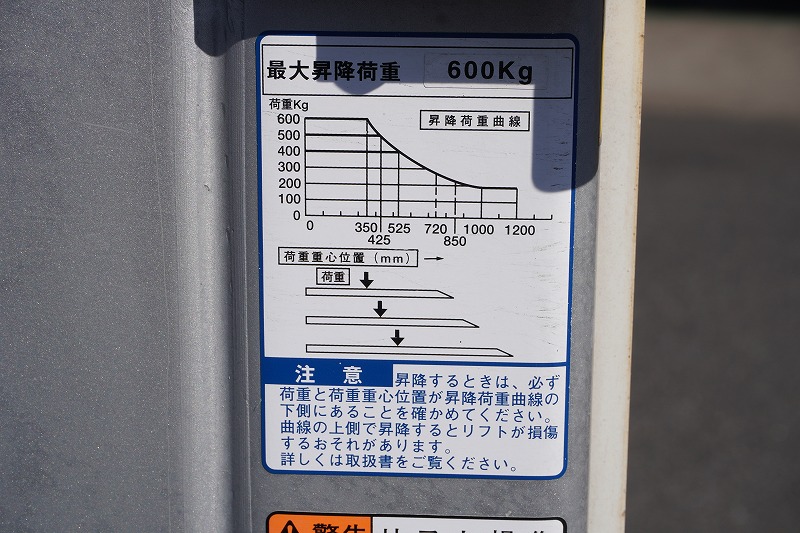 最大昇降荷重 600Kg
荷重Kg
昇降荷重曲線
600
500
400
300
200
100
0
0 350 525 720 1000 1200
425 850
荷重重心位置(mm) →
荷重
注意 昇降するときは、必ず
荷重と荷重重心位置が昇降荷重曲線の
下側にあることを確かめてください。
曲線の上側で昇降するとリフトが損傷
するおそれがあります。
詳しくは取扱書をご覧ください。
警告